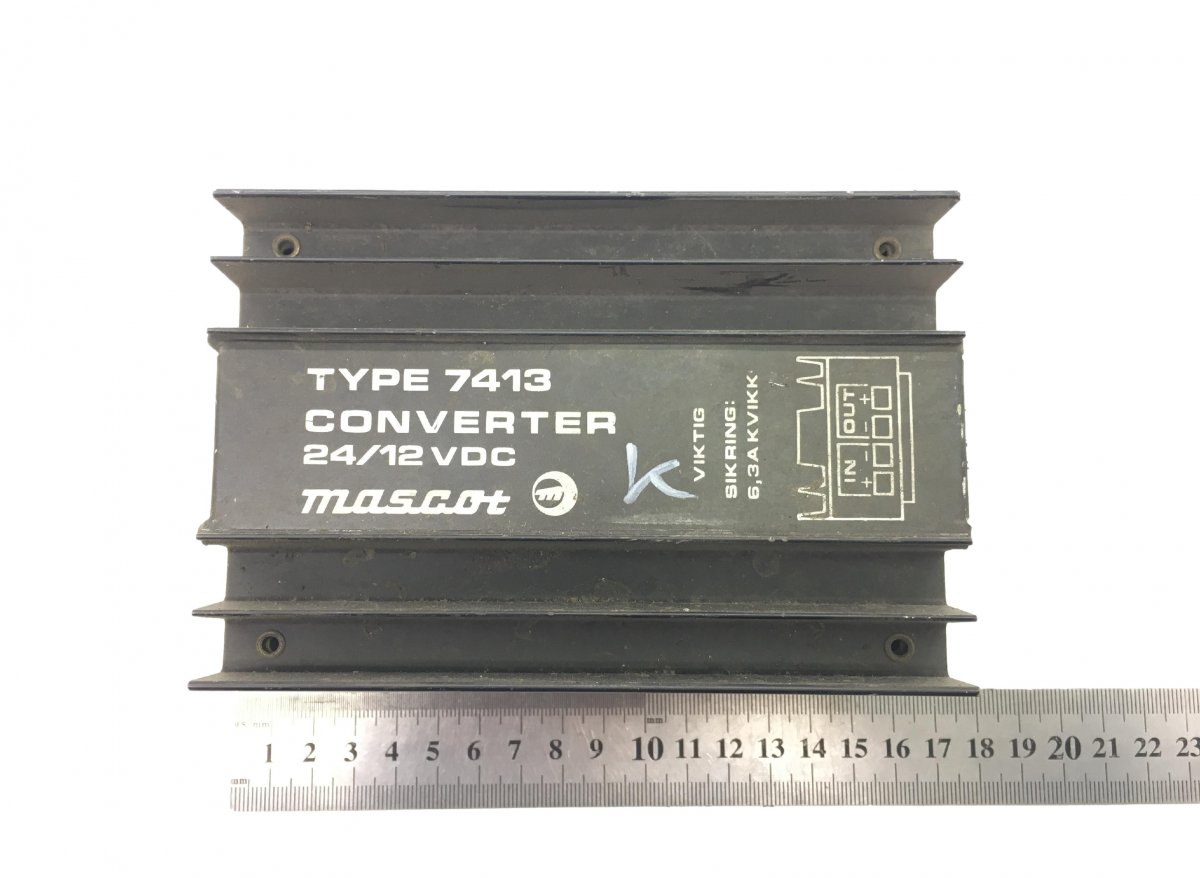 TYPE 7413
CONVERTER
24/12 VDC
mascot
m
K
VIKTIG
SIKRING:
6,3A KVIKK
IN
+ -
OUT
- +
1 2 3 4 5 6 7 8 9 10 11 12 13 14 15 16 17 18 19 20 21 22 23